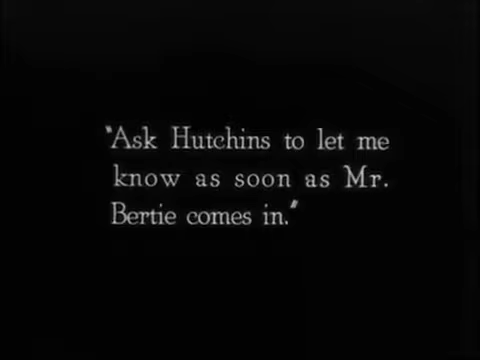 "Ask Hutchins to let me
know as soon as Mr.
Bertie comes in."